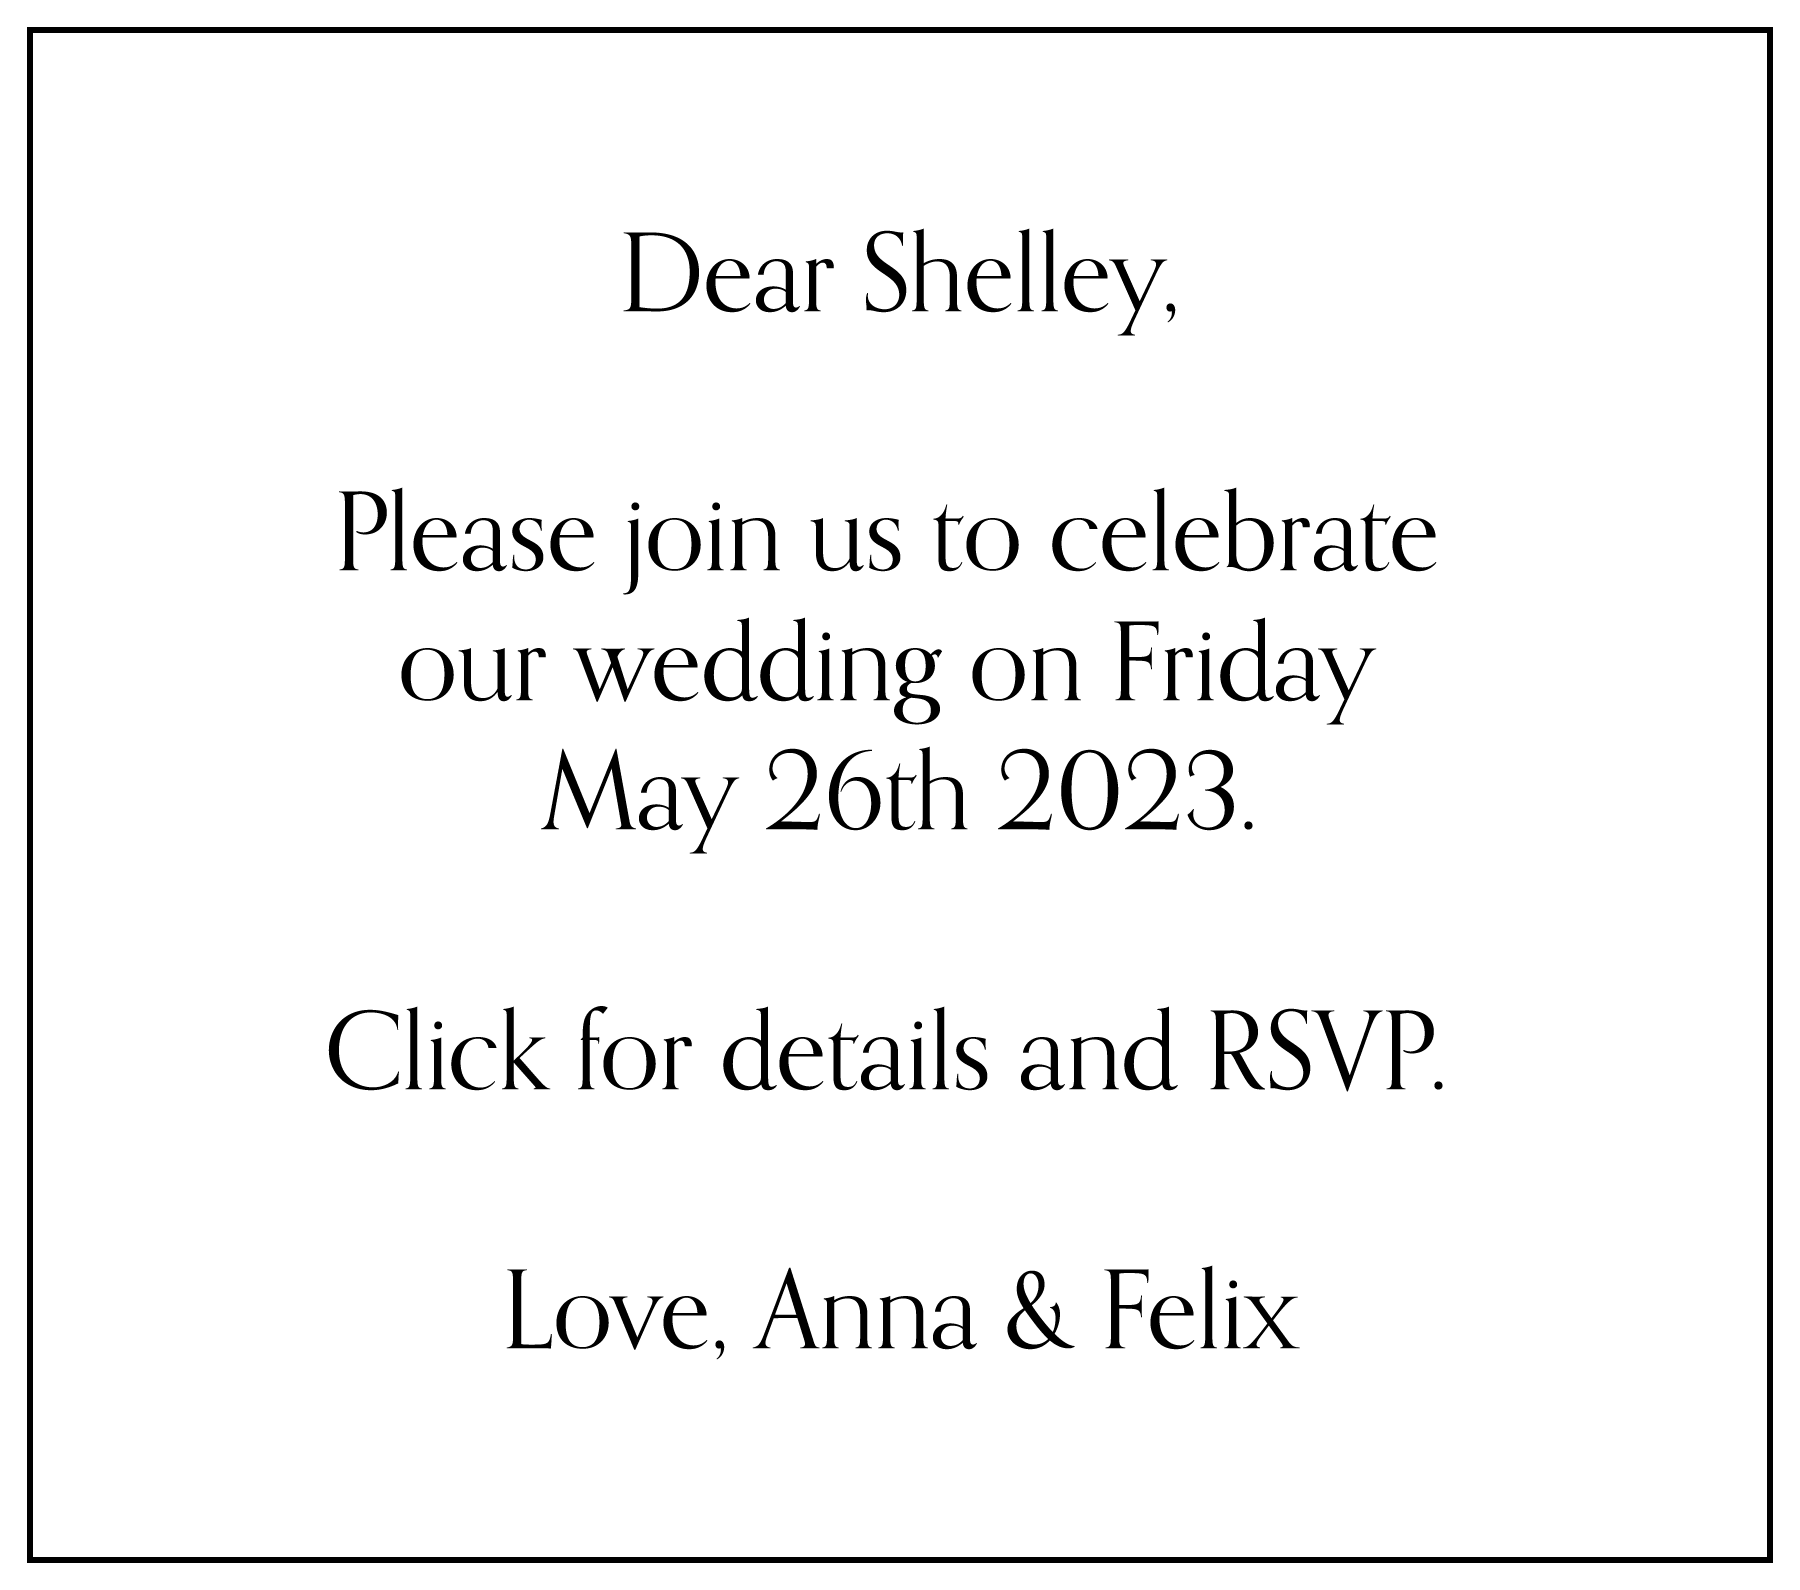 Dear Shelley,
Please join us to celebrate
our wedding on Friday
May 26th 2023.
Click for details and RSVP.
Love, Anna & Felix